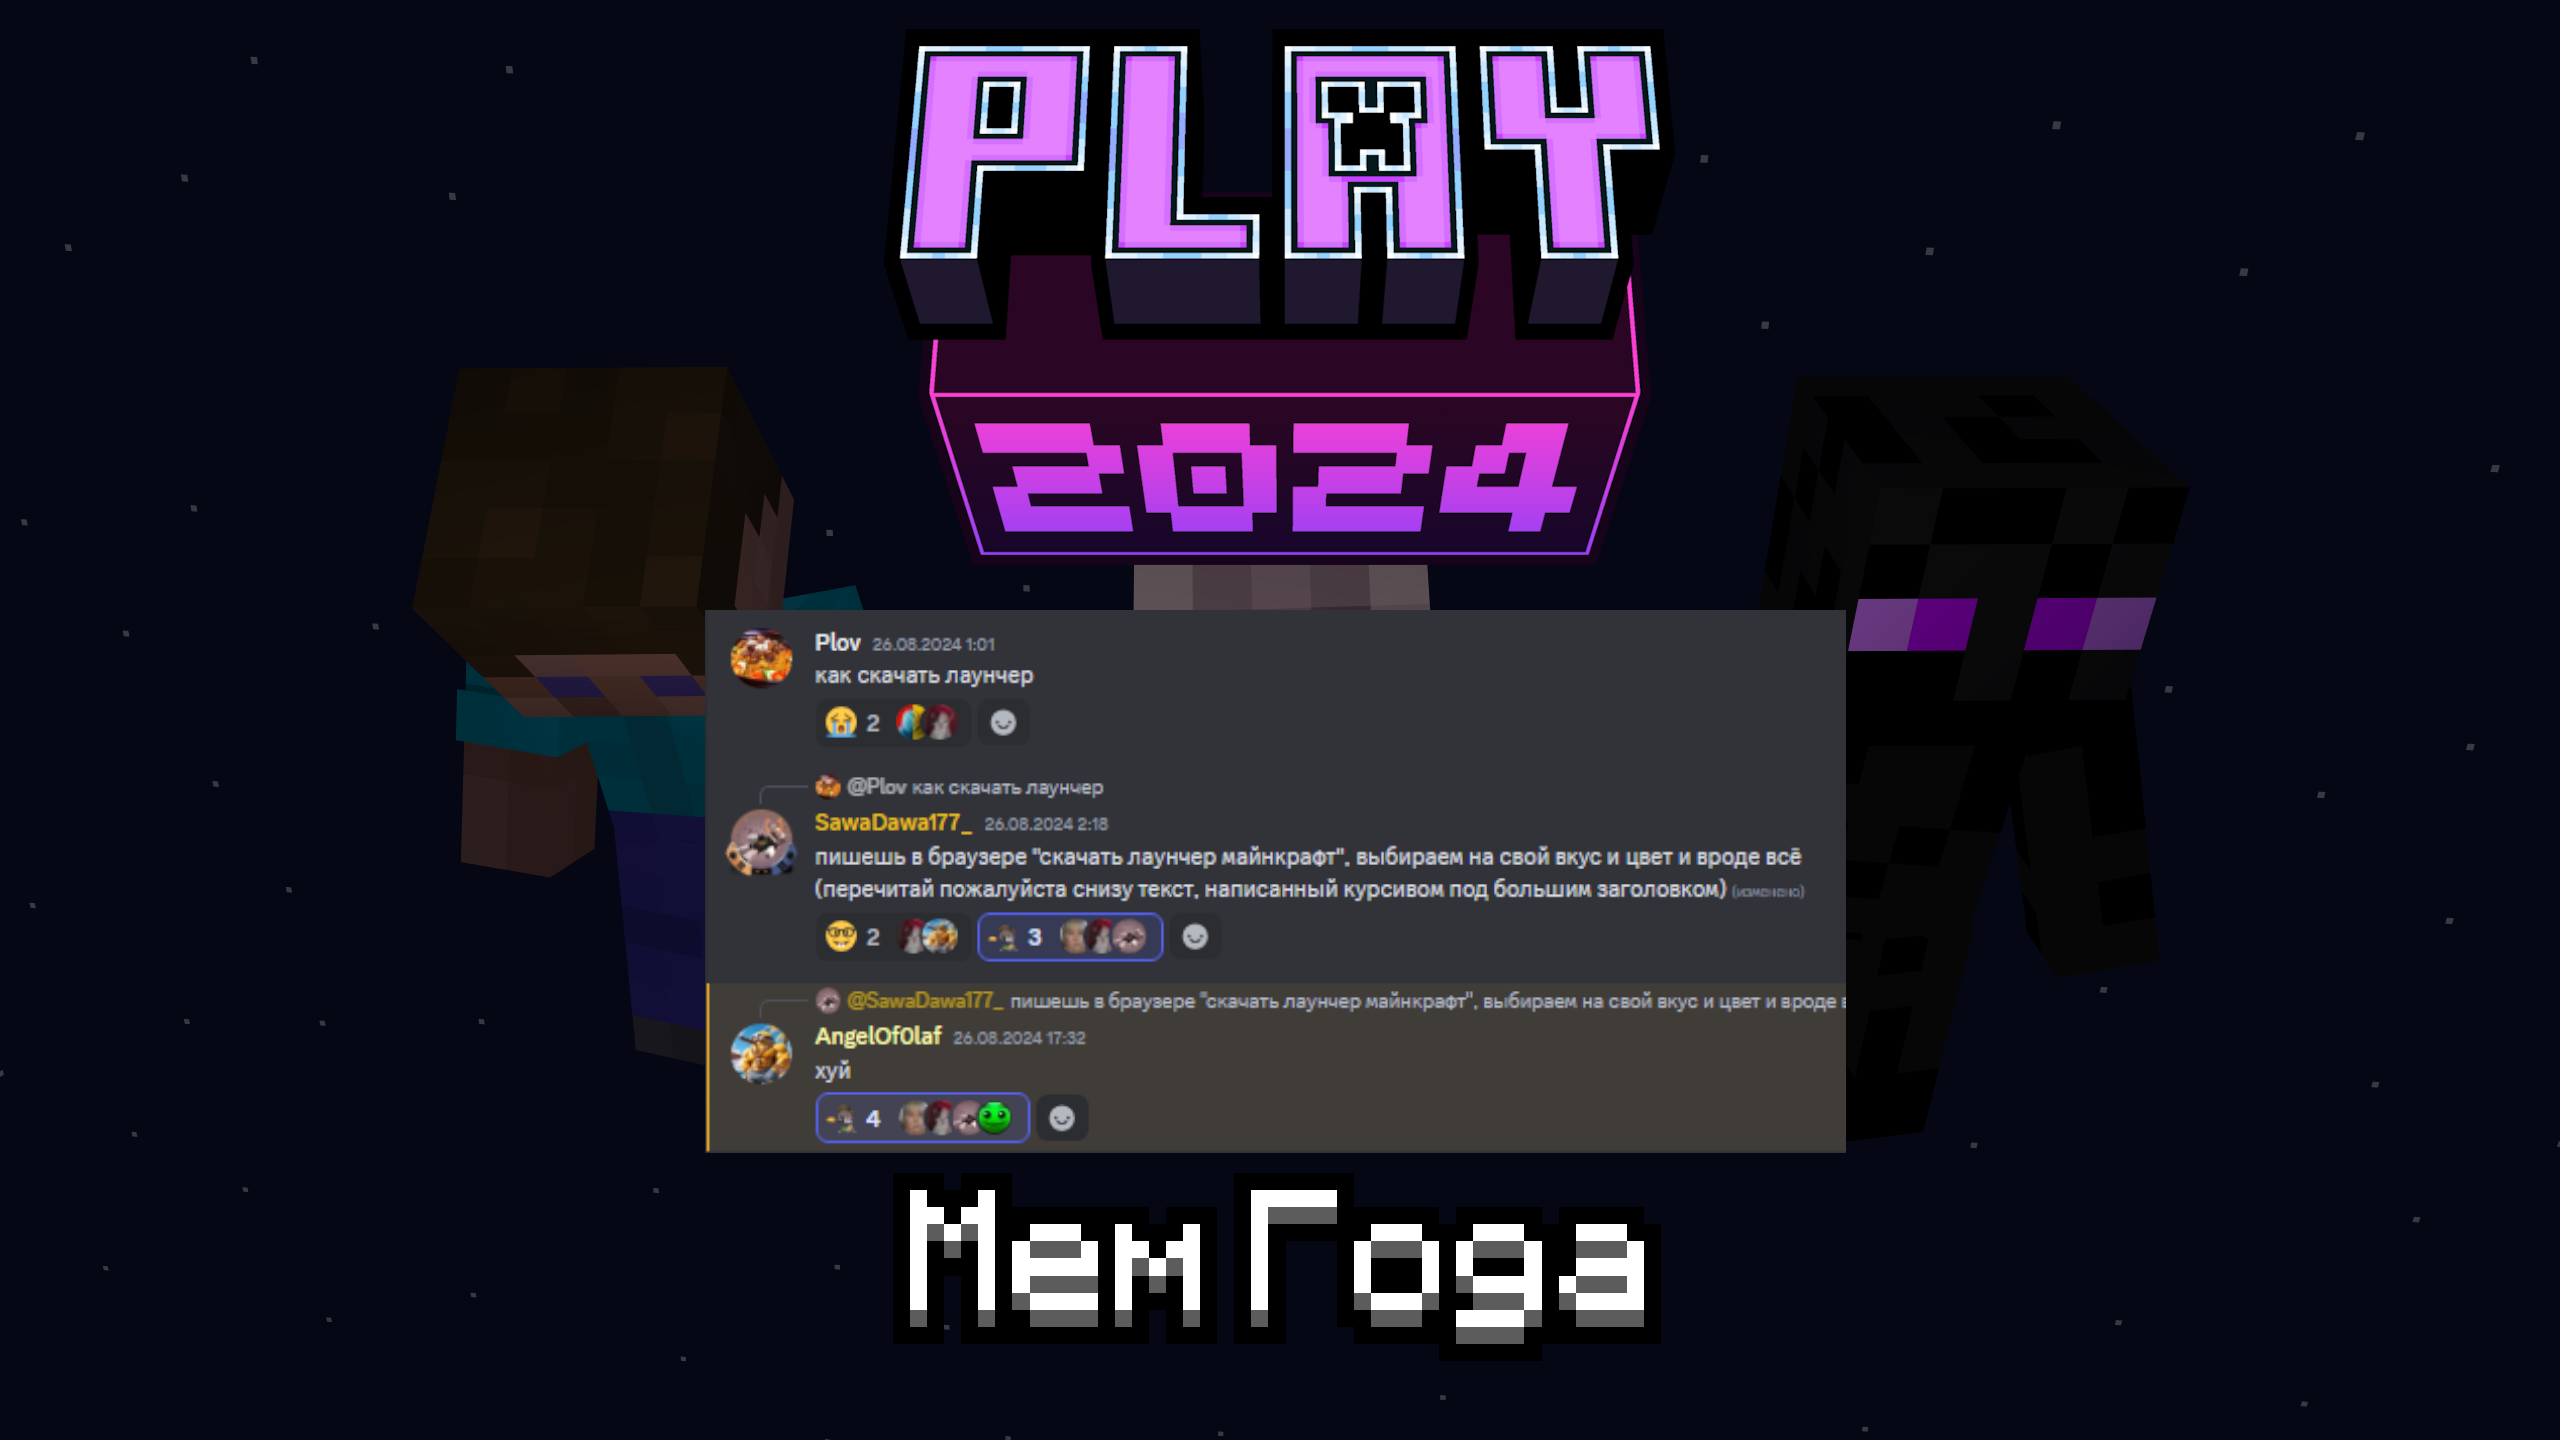 PLAY
2024
Plov 26.08.2024 1:01
как скачать лаунчер
2
@Plov как скачать лаунчер
SawaDawa177_ 26.08.2024 2:18
пишешь в браузере "скачать лаунчер майнкрафт", выбираем на свой вкус и цвет и вроде всё
(перечитай пожалуйста снизу текст, написанный курсивом под большим заголовком) (изменено)
2 3
@SawaDawa177_ пишешь в браузере "скачать лаунчер майнкрафт", выбираем на свой вкус и цвет и вроде в
AngelOf0laf 26.08.2024 17:32
хуй
4
Мем Года